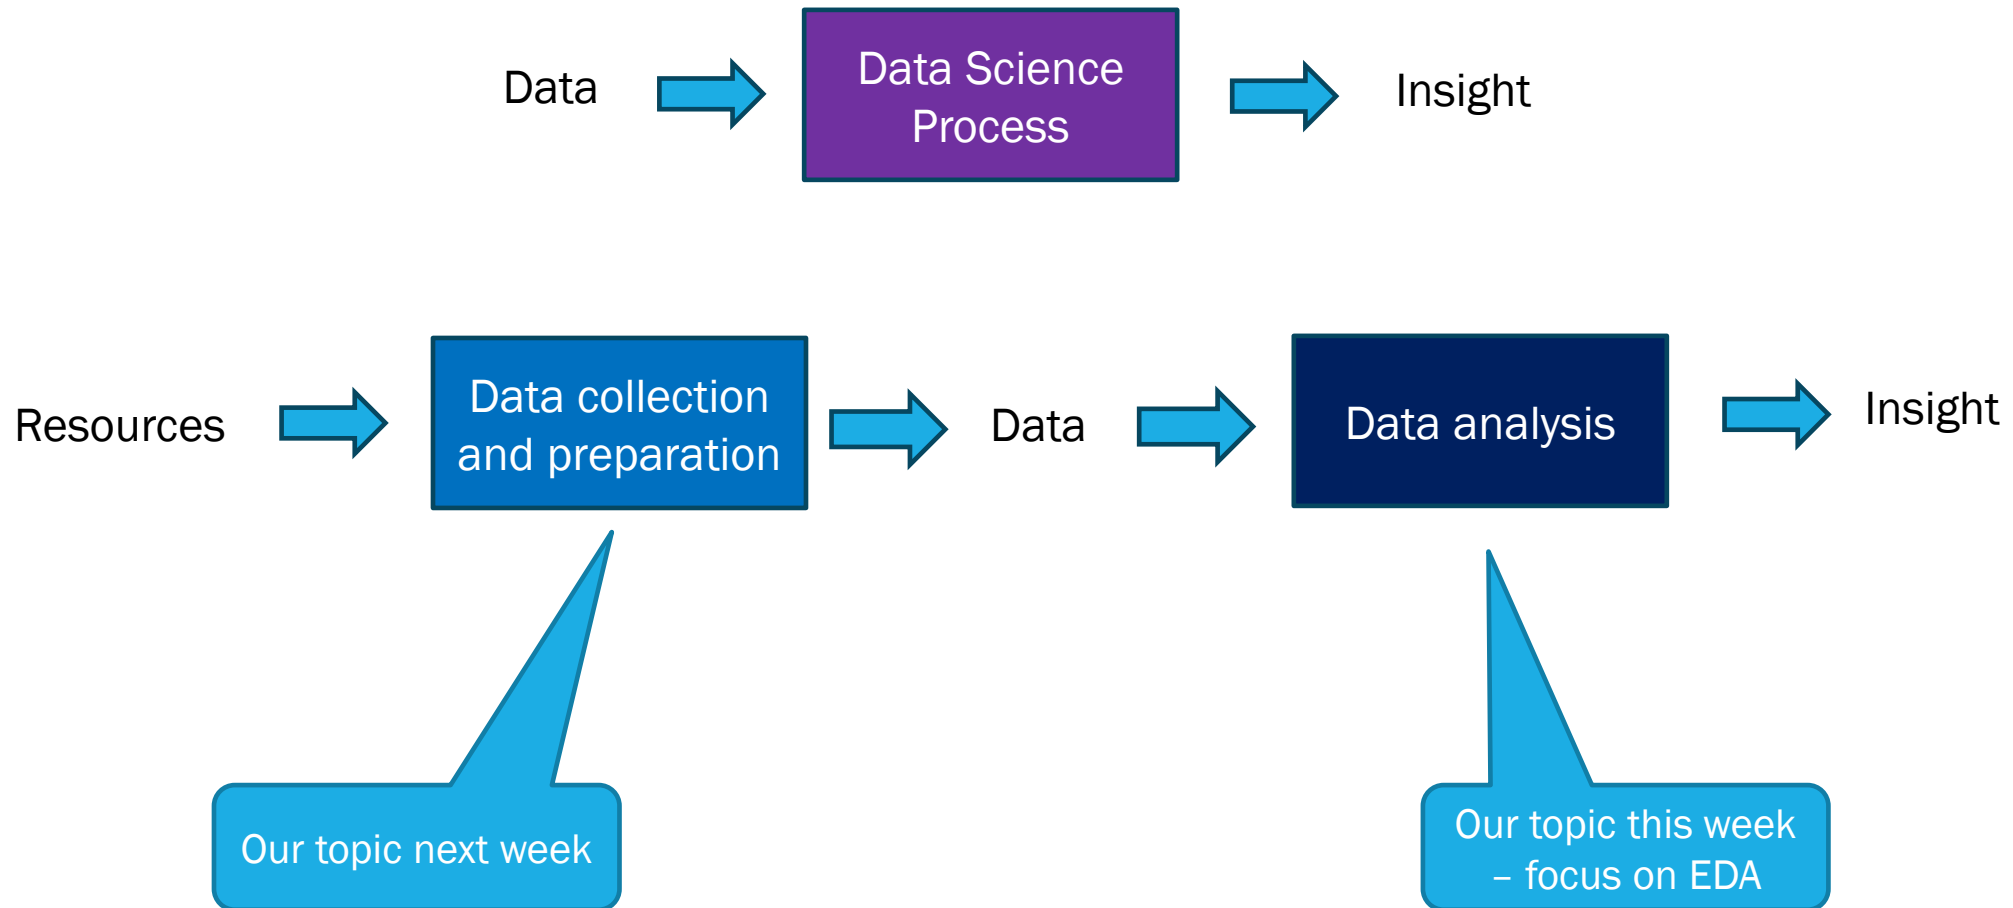 Data
Data Science
Process
Insight
Resources
Data collection
and preparation
Data
Data analysis
Insight
Our topic next week
Our topic this week
– focus on EDA